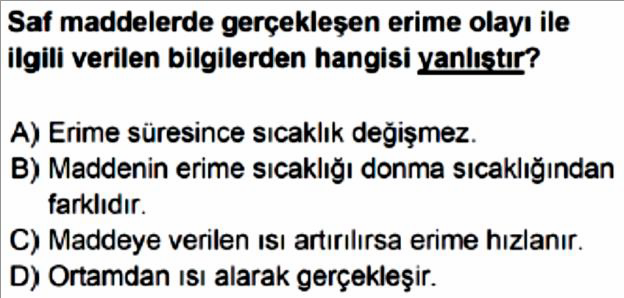 Saf maddelerde gerçekleşen erime olayı ile
ilgili verilen bilgilerden hangisi yanlıştır?
A) Erime süresince sıcaklık değişmez.
B) Maddenin erime sıcaklığı donma sıcaklığından
farklıdır.
C) Maddeye verilen ısı artırılırsa erime hızlanır.
D) Ortamdan ısı alarak gerçekleşir.